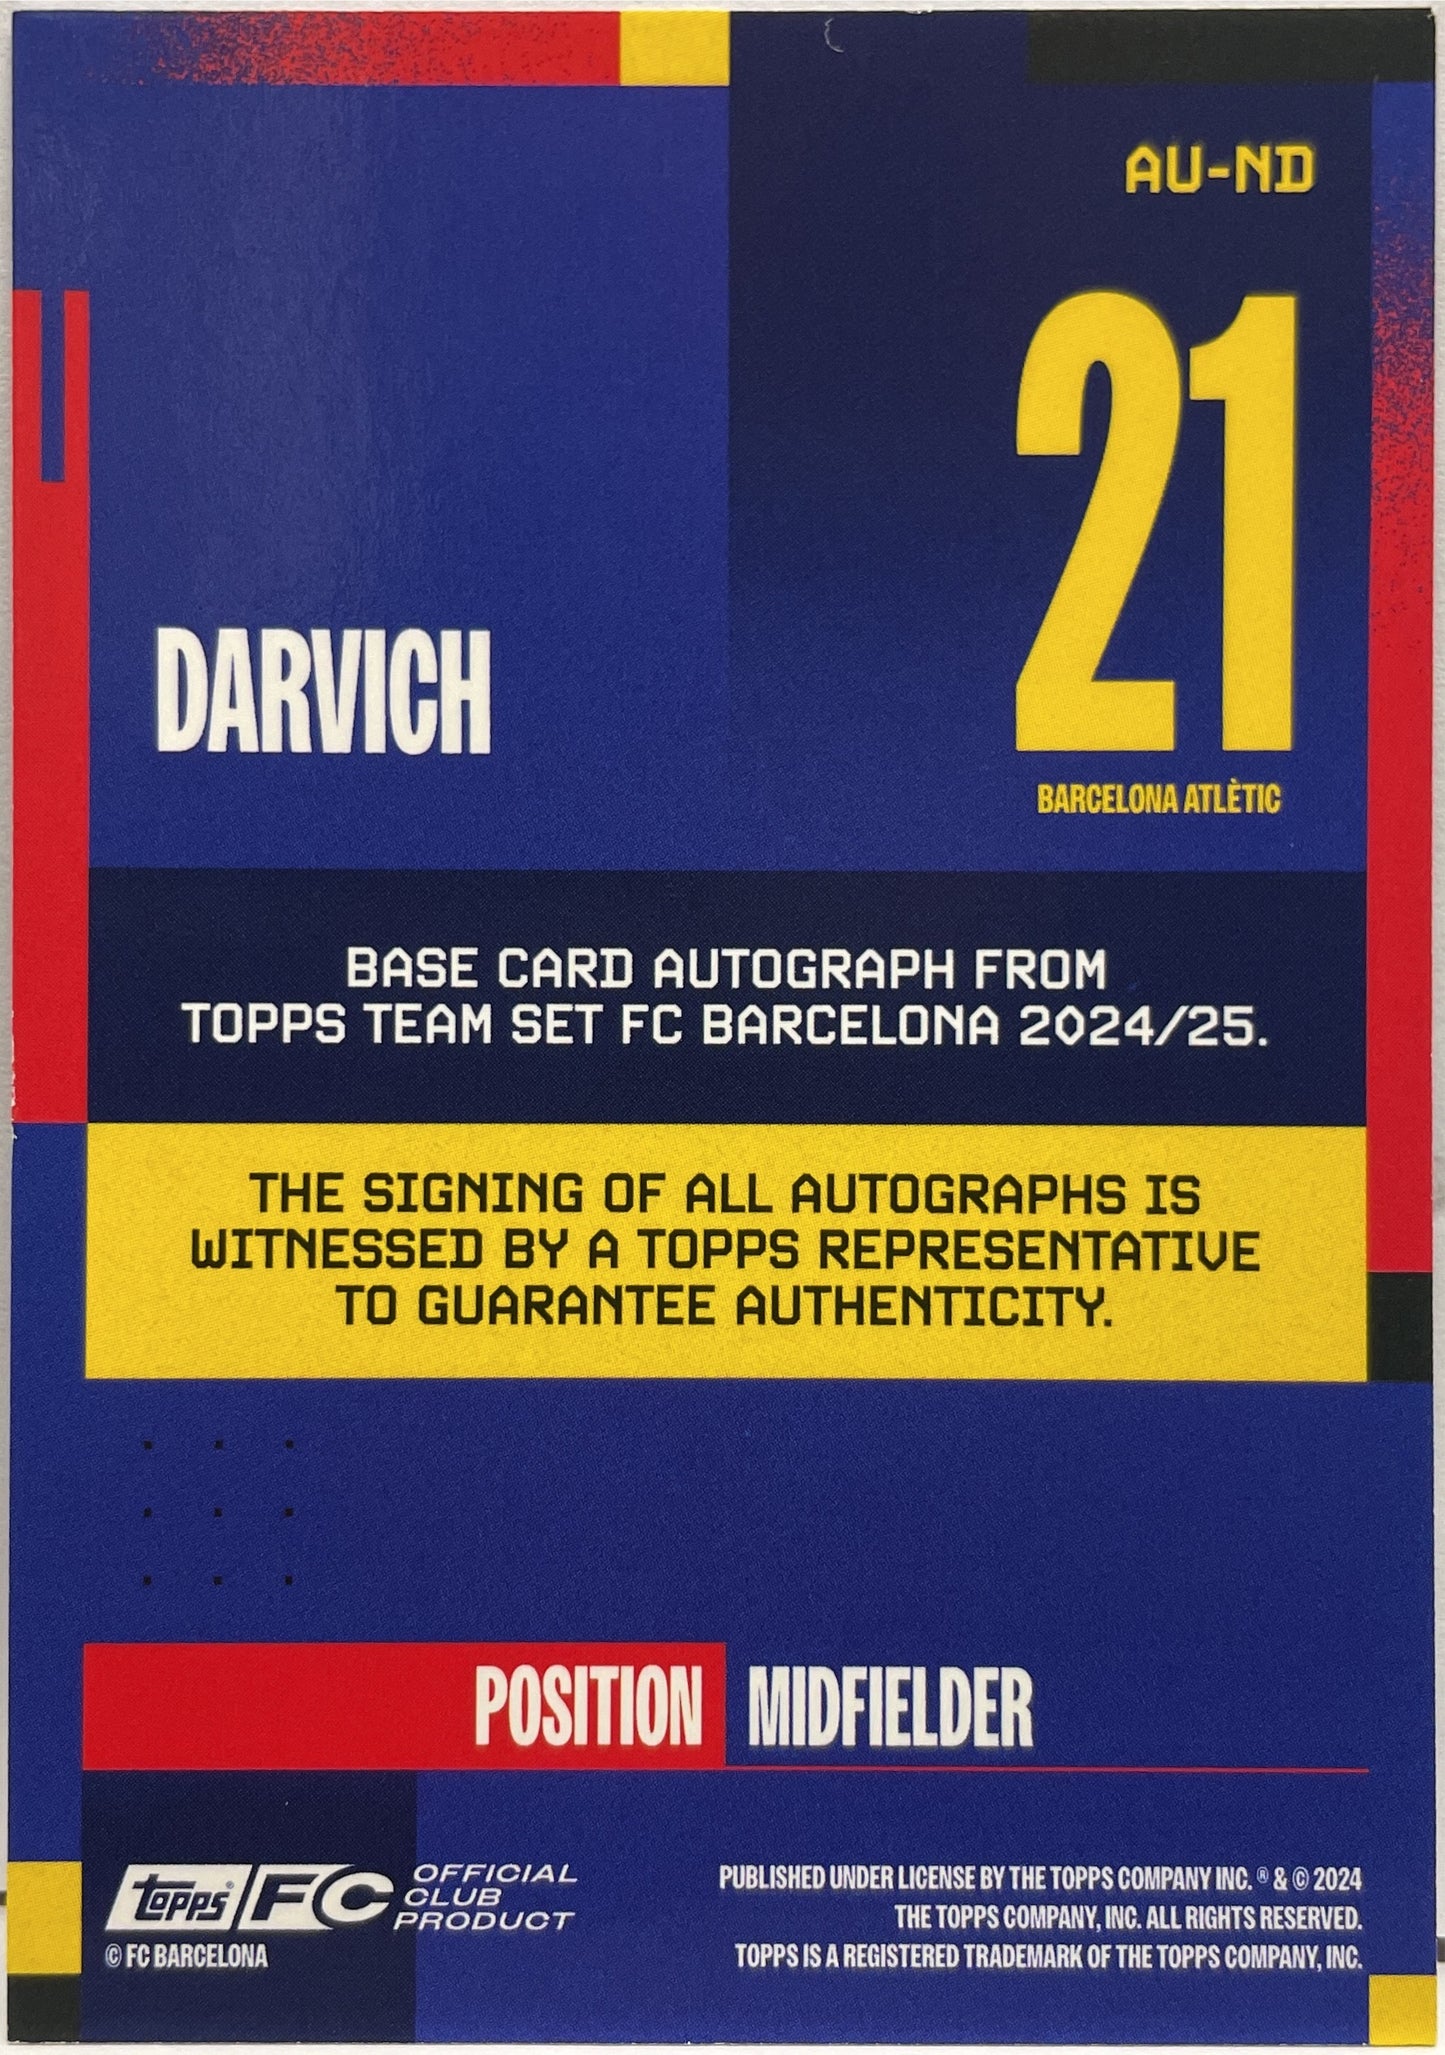 AU-ND
21
DARVICH
BARCELONA ATLÈTIC
BASE CARD AUTOGRAPH FROM
TOPPS TEAM SET FC BARCELONA 2024/25.
THE SIGNING OF ALL AUTOGRAPHS IS
WITNESSED BY A TOPPS REPRESENTATIVE
TO GUARANTEE AUTHENTICITY.
POSITION MIDFIELDER
topps® FC
OFFICIAL
CLUB
PRODUCT
© FC BARCELONA
PUBLISHED UNDER LICENSE BY THE TOPPS COMPANY INC. ® & © 2024
THE TOPPS COMPANY, INC. ALL RIGHTS RESERVED.
TOPPS IS A REGISTERED TRADEMARK OF THE TOPPS COMPANY, INC.